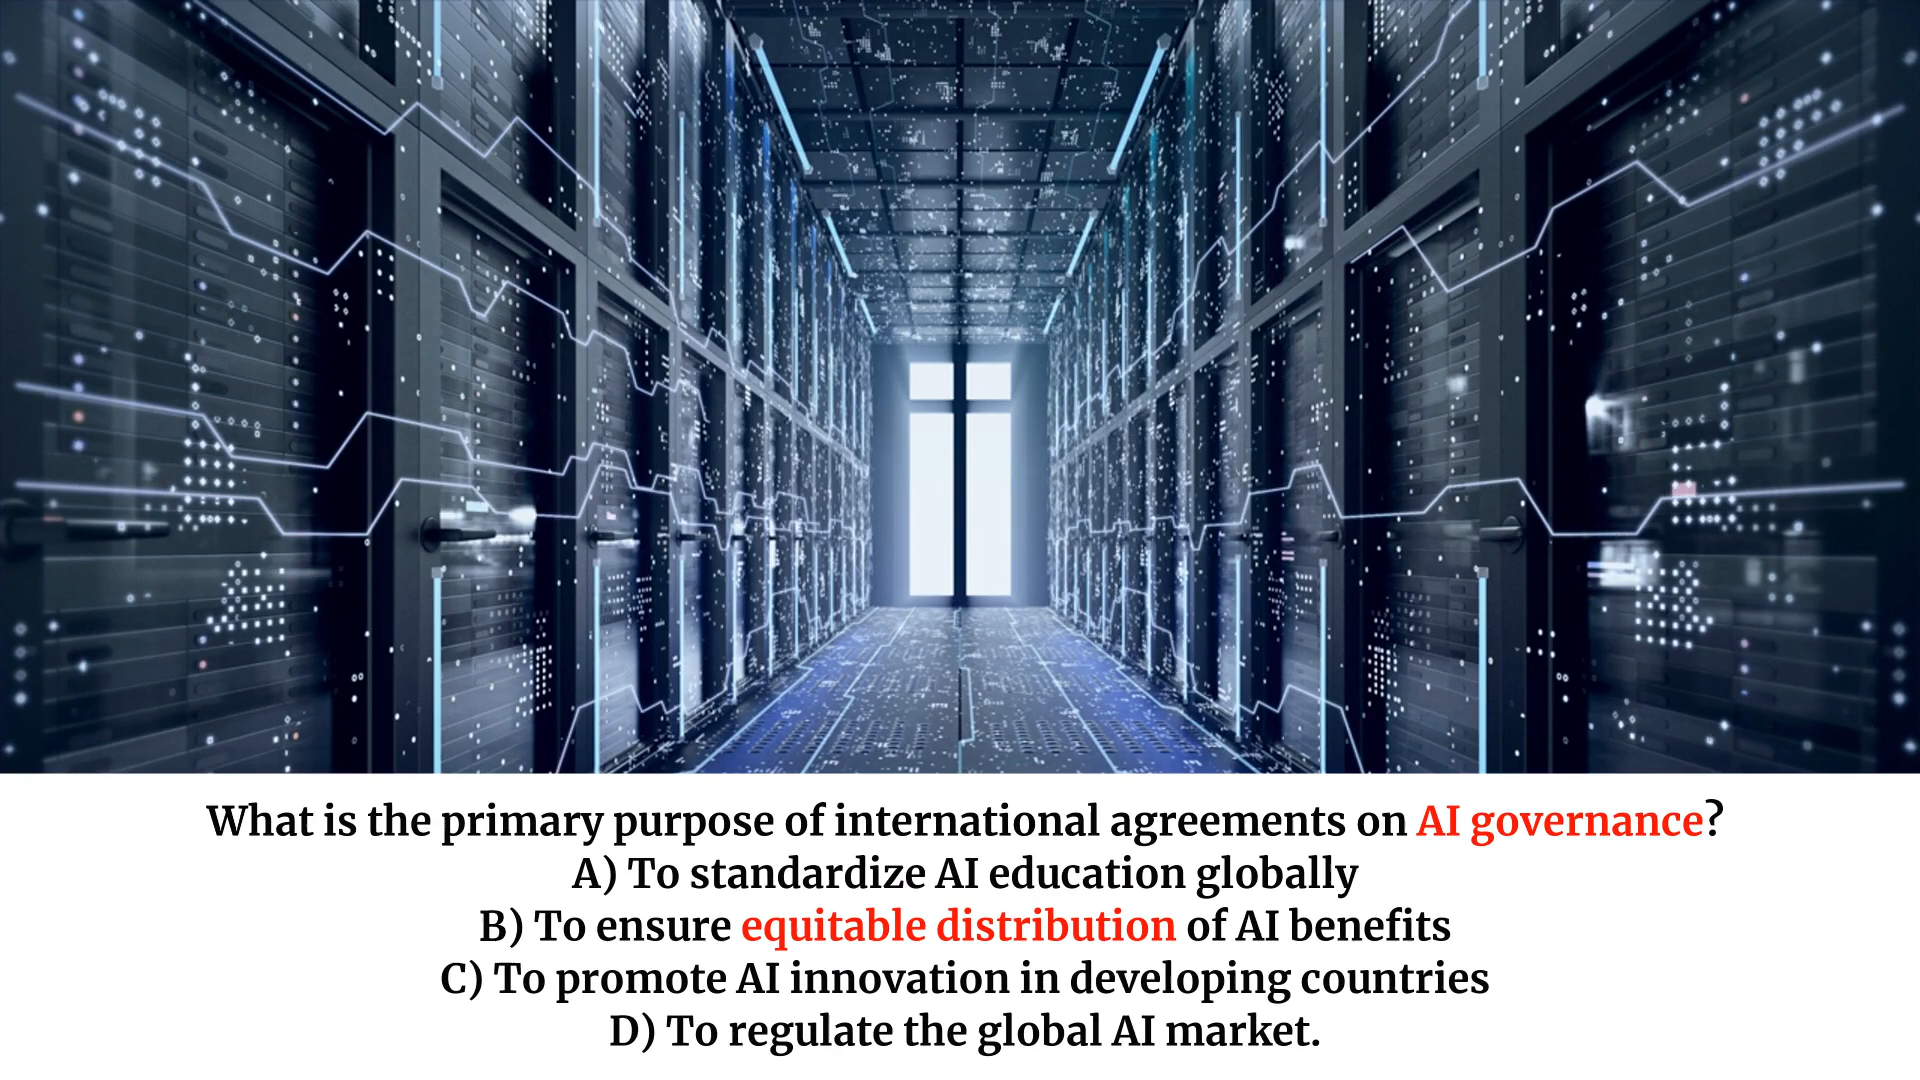 What is the primary purpose of international agreements on AI governance?
A) To standardize AI education globally
B) To ensure equitable distribution of AI benefits
C) To promote AI innovation in developing countries
D) To regulate the global AI market.